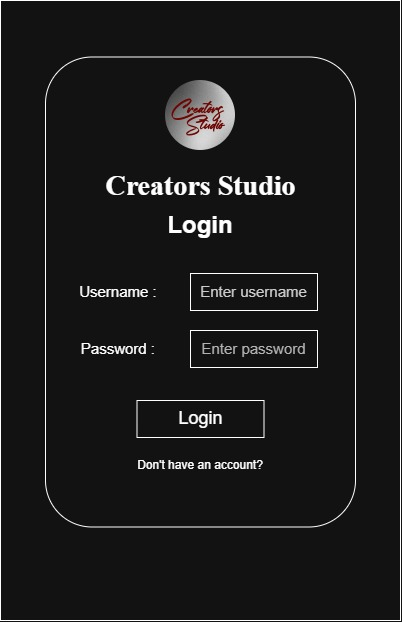 Creators
Studio
Creators Studio
Login
Username : Enter username
Password : Enter password
Login
Don't have an account?